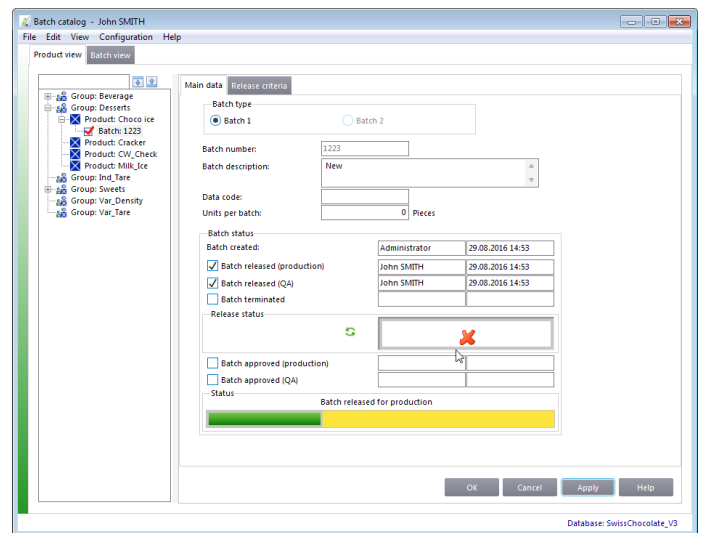 Batch catalog - John SMITH
File Edit View Configuration Help
Product view Batch view
Group: Beverage
Group: Desserts
Product: Choco ice
Batch: 1223
Product: Cracker
Product: CW_Check
Product: Milk_Ice
Group: Ind_Tare
Group: Sweets
Group: Var_Density
Group: Var_Tare
Main data Release criteria
Batch type
Batch 1 Batch 2
Batch number: 1223
Batch description: New
Data code:
Units per batch: 0 Pieces
Batch status
Batch created: Administrator 29.08.2016 14:53
Batch released (production) John SMITH 29.08.2016 14:53
Batch released (QA) John SMITH 29.08.2016 14:53
Batch terminated
Release status
Batch approved (production)
Batch approved (QA)
Status
Batch released for production
OK Cancel Apply Help
Database: SwissChocolate_V3